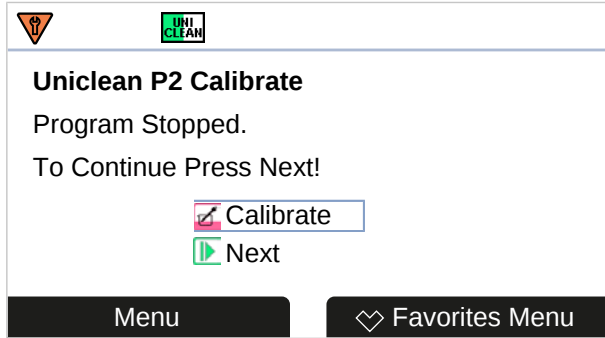 UNI
CLEAN
Uniclean P2 Calibrate
Program Stopped.
To Continue Press Next!
Calibrate
Next
Menu
Favorites Menu